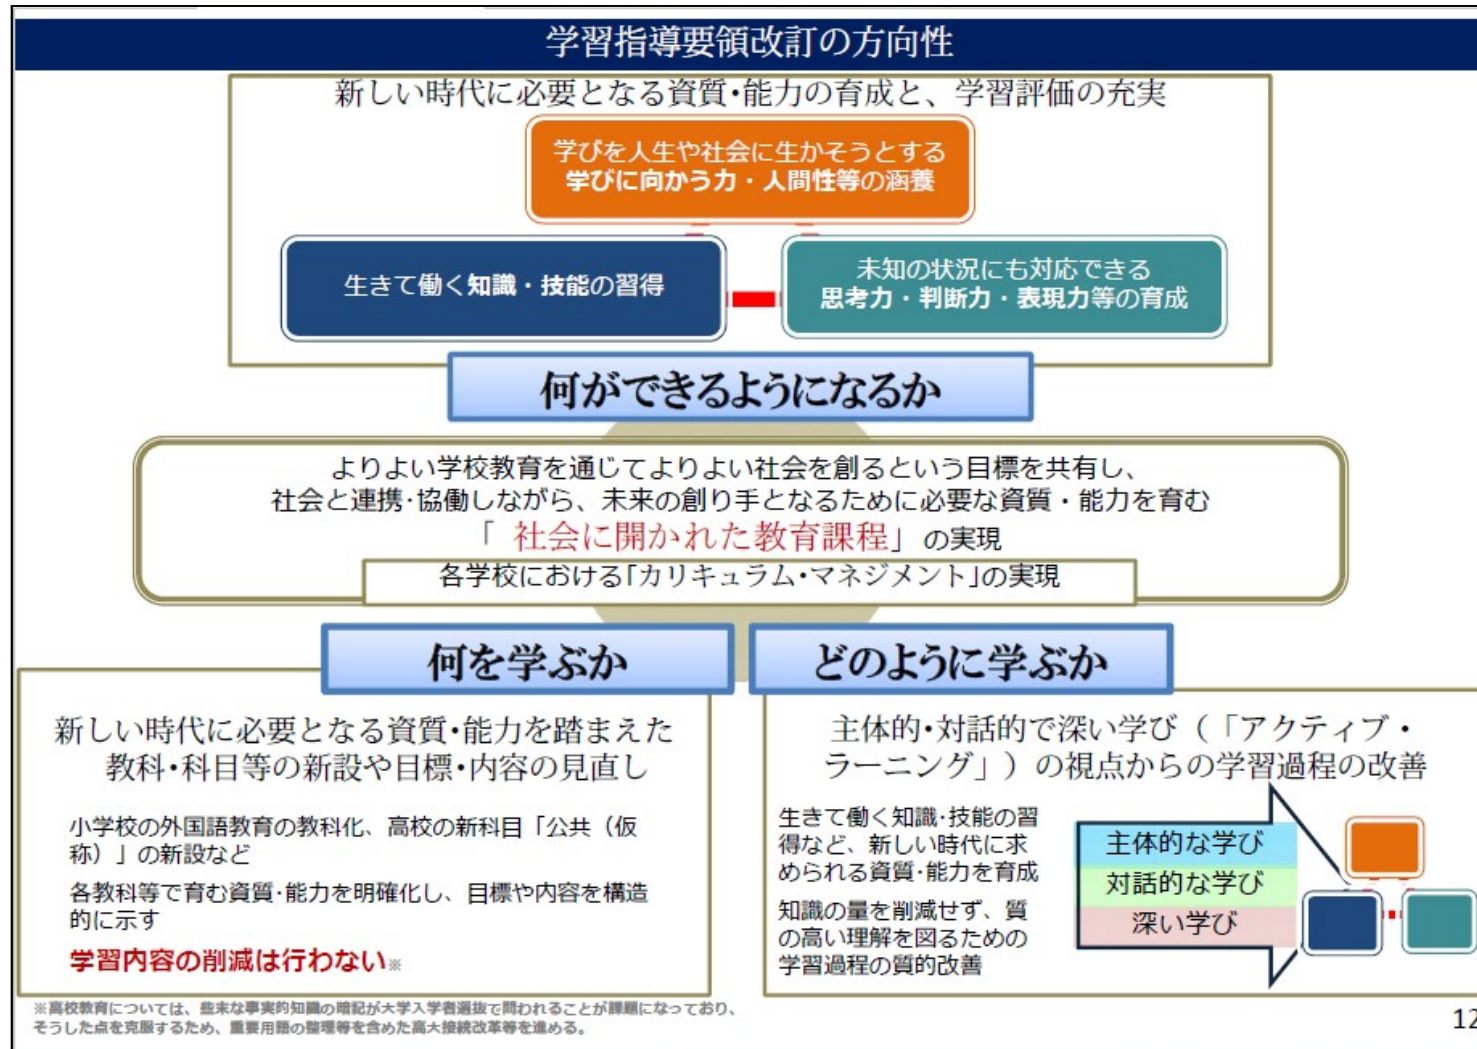 学習指導要領改訂の方向性
新しい時代に必要となる資質・能力の育成と、学習評価の充実
学びを人生や社会に生かそうとする
学びに向かう力・人間性等の涵養
生きて働く知識・技能の習得
未知の状況にも対応できる
思考力・判断力・表現力等の育成
何ができるようになるか
よりよい学校教育を通じてよりよい社会を創るという目標を共有し、
社会と連携・協働しながら、未来の創り手となるために必要な資質・能力を育む
「 社会に開かれた教育課程」の実現
各学校における「カリキュラム・マネジメント」の実現
何を学ぶか
新しい時代に必要となる資質・能力を踏まえた
教科・科目等の新設や目標・内容の見直し
小学校の外国語教育の教科化、高校の新科目「公共（仮
称）」の新設など
各教科等で育む資質・能力を明確化し、目標や内容を構造
的に示す
学習内容の削減は行わない※
どのように学ぶか
主体的・対話的で深い学び（「アクティブ・
ラーニング」）の視点からの学習過程の改善
生きて働く知識・技能の習
得など、新しい時代に求
められる資質・能力を育成
知識の量を削減せず、質
の高い理解を図るための
学習過程の質的改善
主体的な学び
対話的な学び
深い学び
※高校教育については、些末な事実的知識の暗記が大学入学者選抜で問われることが課題になっており、
そうした点を克服するため、重要用語の整理等を含めた高大接続改革等を進める。
12